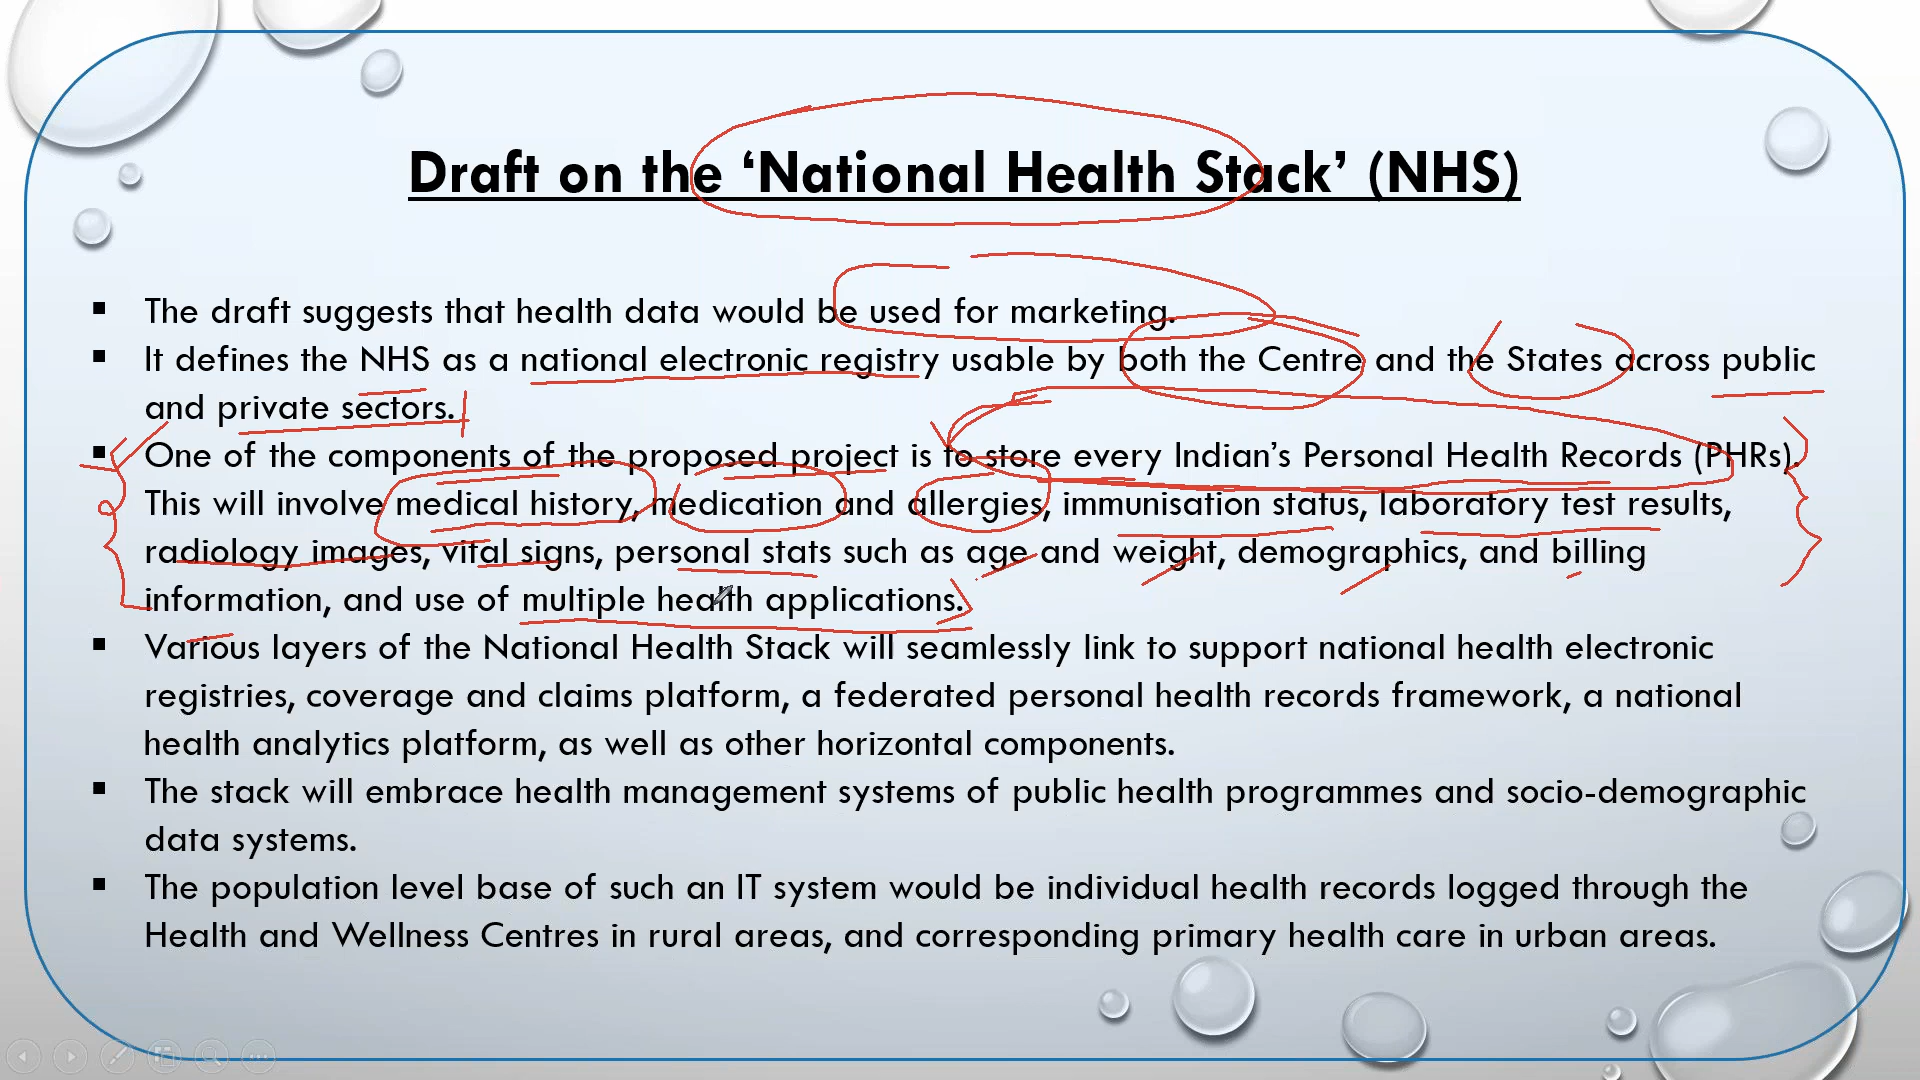 Draft on the ‘National Health Stack’ (NHS)
▪ The draft suggests that health data would be used for marketing.
▪ It defines the NHS as a national electronic registry usable by both the Centre and the States across public
and private sectors.
▪ One of the components of the proposed project is to store every Indian’s Personal Health Records (PHRs).
This will involve medical history, medication and allergies, immunisation status, laboratory test results,
radiology images, vital signs, personal stats such as age and weight, demographics, and billing
information, and use of multiple health applications.
▪ Various layers of the National Health Stack will seamlessly link to support national health electronic
registries, coverage and claims platform, a federated personal health records framework, a national
health analytics platform, as well as other horizontal components.
▪ The stack will embrace health management systems of public health programmes and socio-demographic
data systems.
▪ The population level base of such an IT system would be individual health records logged through the
Health and Wellness Centres in rural areas, and corresponding primary health care in urban areas.